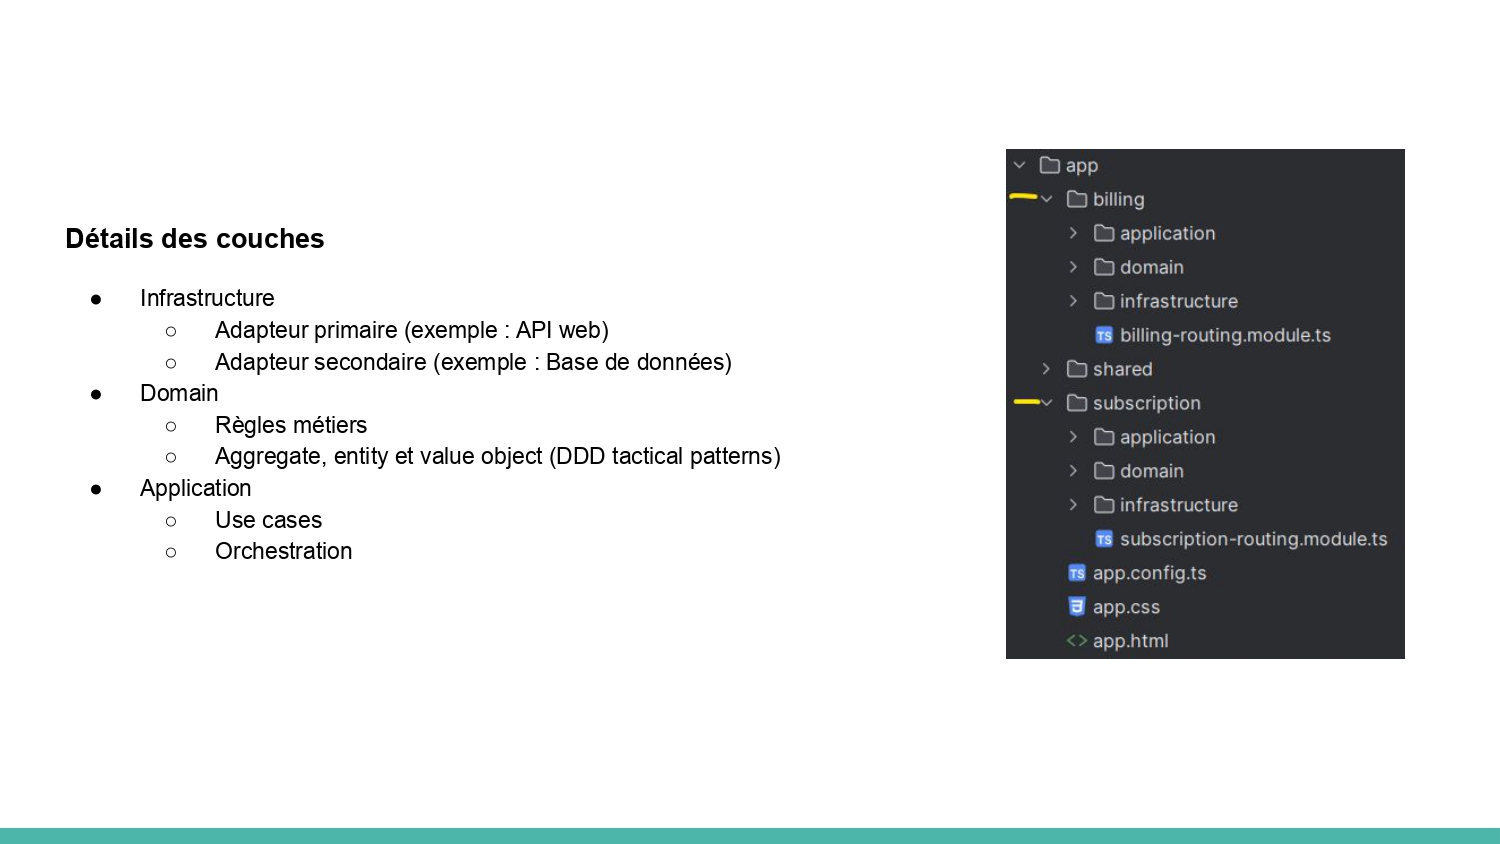 Détails des couches
● Infrastructure
○ Adapteur primaire (exemple : API web)
○ Adapteur secondaire (exemple : Base de données)
● Domain
○ Règles métiers
○ Aggregate, entity et value object (DDD tactical patterns)
● Application
○ Use cases
○ Orchestration
app
billing
application
domain
infrastructure
TS billing-routing.module.ts
shared
subscription
application
domain
infrastructure
TS subscription-routing.module.ts
TS app.config.ts
app.css
<> app.html